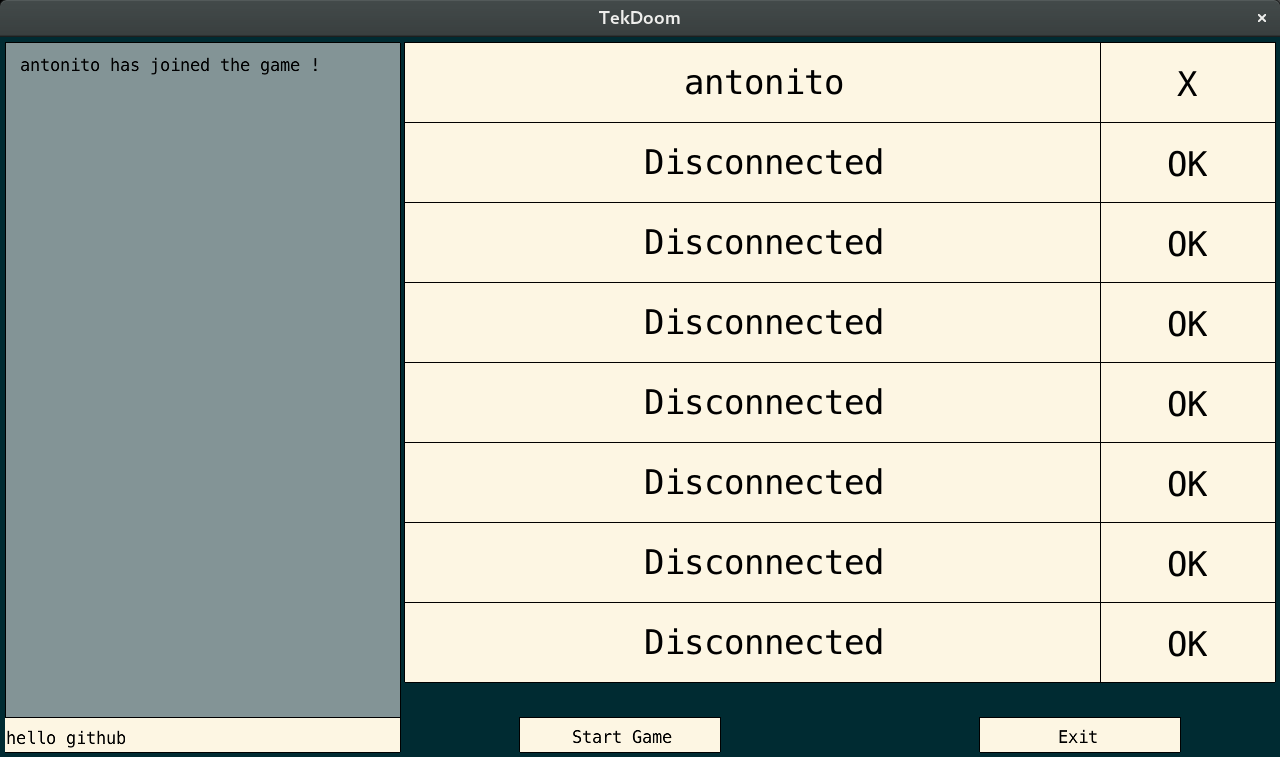 TekDoom
×
antonito has joined the game !
hello github
antonito X
Disconnected OK
Disconnected OK
Disconnected OK
Disconnected OK
Disconnected OK
Disconnected OK
Disconnected OK
Start Game
Exit